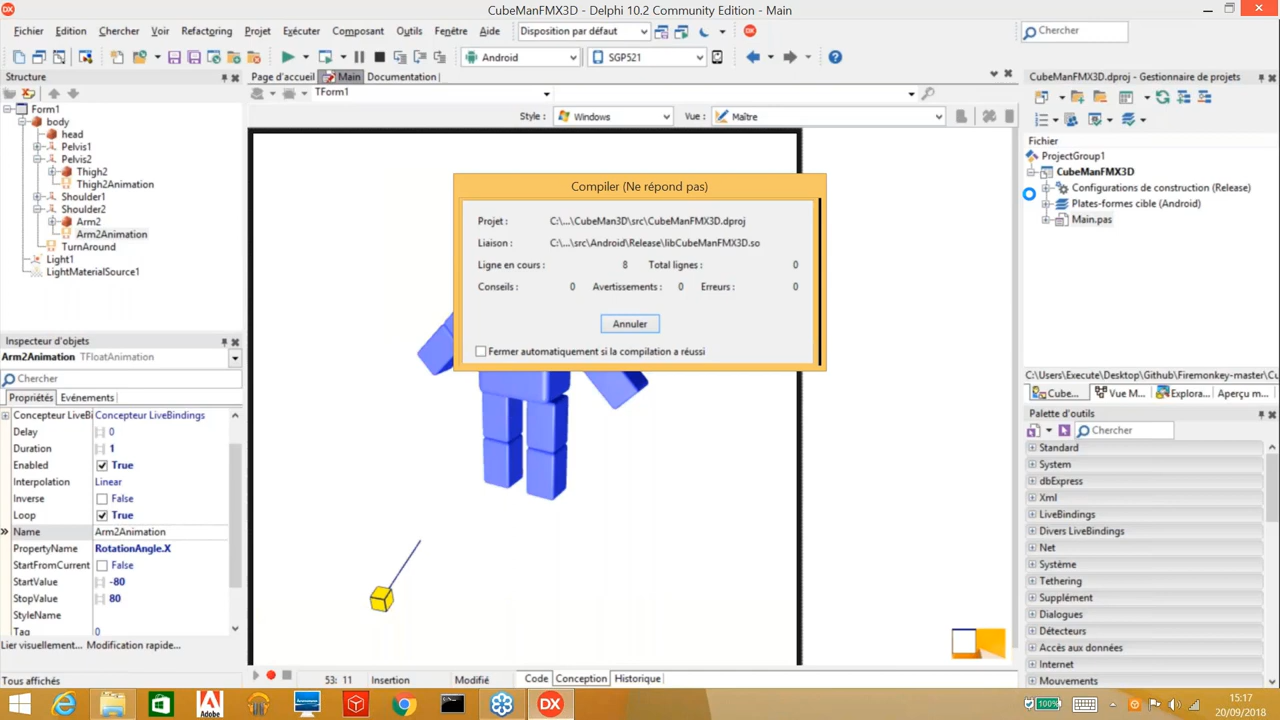 CubeManFMX3D - Delphi 10.2 Community Edition - Main
Fichier Edition Chercher Voir Refactoring Projet Exécuter Composant Outils Fenêtre Aide Disposition par défaut
Chercher
Android SGP521
Structure
Page d'accueil Main Documentation
CubeManFMX3D.dproj - Gestionnaire de projets
TForm1
Style : Windows Vue : Maître
Form1
body
head
Pelvis1
Pelvis2
Thigh2
Thigh2Animation
Shoulder1
Shoulder2
Arm2
Arm2Animation
TurnAround
Light1
LightMaterialSource1
Fichier
ProjectGroup1
CubeManFMX3D
Configurations de construction (Release)
Plates-formes cible (Android)
Main.pas
Compiler (Ne répond pas)
Projet : C:\...\CubeMan3D\src\CubeManFMX3D.dproj
Liaison : C:\...\src\Android\Release\libCubeManFMX3D.so
Ligne en cours : 8 Total lignes : 0
Conseils : 0 Avertissements : 0 Erreurs : 0
Annuler
Fermer automatiquement si la compilation a réussi
Inspecteur d'objets
Arm2Animation TFloatAnimation
Chercher
Propriétés Evénements
Concepteur LiveBi Concepteur LiveBindings
Delay 0
Duration 1
Enabled True
Interpolation Linear
Inverse False
Loop True
Name Arm2Animation
PropertyName RotationAngle.X
StartFromCurrent False
StartValue -80
StopValue 80
StyleName
Tag 0
Lier visuellement... Modification rapide...
Tous affichés
C:\Users\Execute\Desktop\Github\Firemonkey-master\Cu
Cube... Vue M... Explora... Aperçu m...
Palette d'outils
Chercher
Standard
System
dbExpress
Xml
LiveBindings
Divers LiveBindings
Net
Système
Tethering
Supplément
Dialogues
Détecteurs
Accès aux données
Internet
Mouvements
53: 11 Insertion Modifié Code Conception Historique
Adobe
DX
100%
15:17
20/09/2018